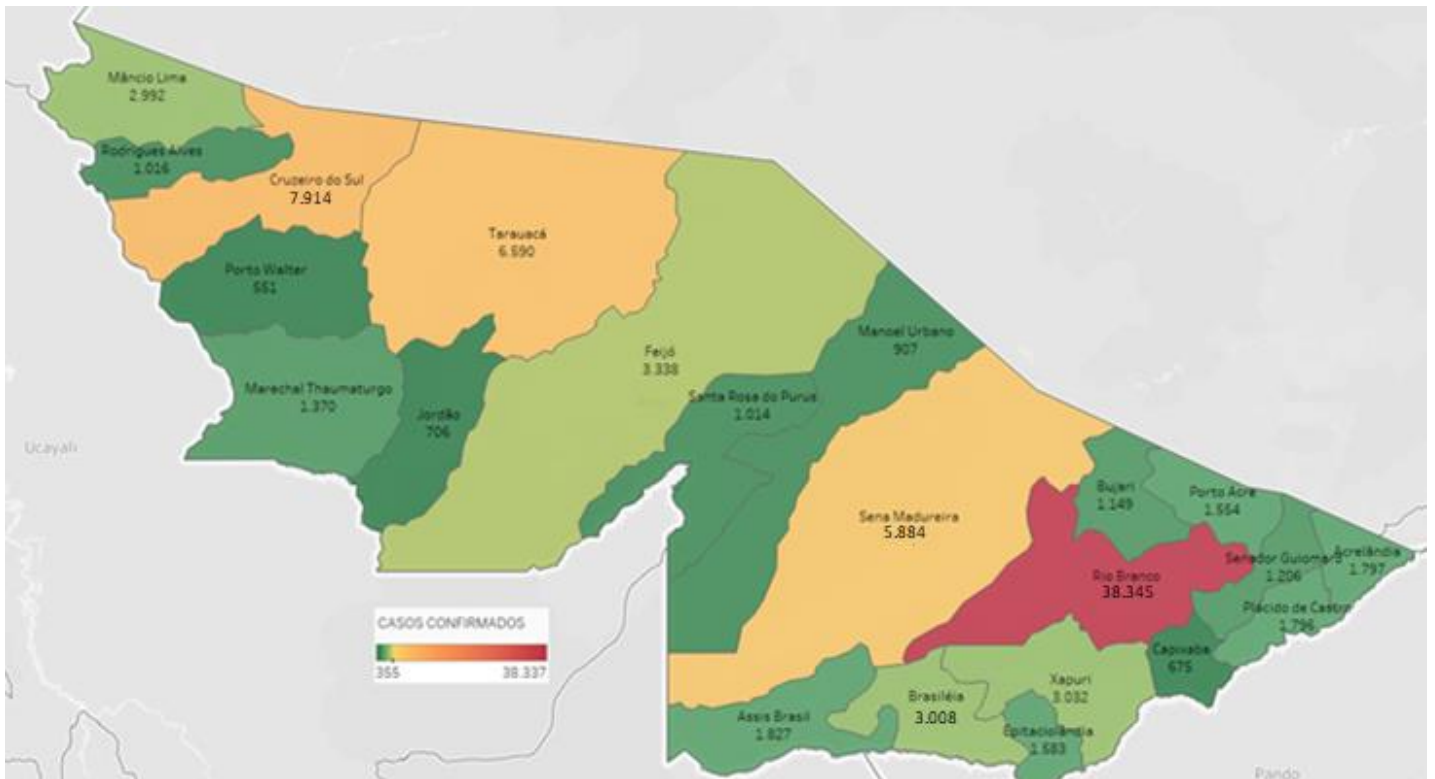 Mâncio Lima
2.992
Rodrigues Alves
1.016
Cruzeiro do Sul
7.914
Tarauacá
6.590
Porto Walter
551
Marechal Thaumaturgo
1.370
Jordão
706
Feijó
3.338
Manoel Urbano
907
Santa Rosa do Purus
1.014
Sena Madureira
5.884
Bujari
1.149
Porto Acre
1.554
Senador Guiomard
1.206
Acrelândia
1.797
Rio Branco
38.345
Plácido de Castro
1.796
Capixaba
675
Xapuri
3.032
Brasiléia
3.008
Epitaciolândia
1.583
Assis Brasil
1.827
Ucayali
Pando
CASOS CONFIRMADOS
355 38.337